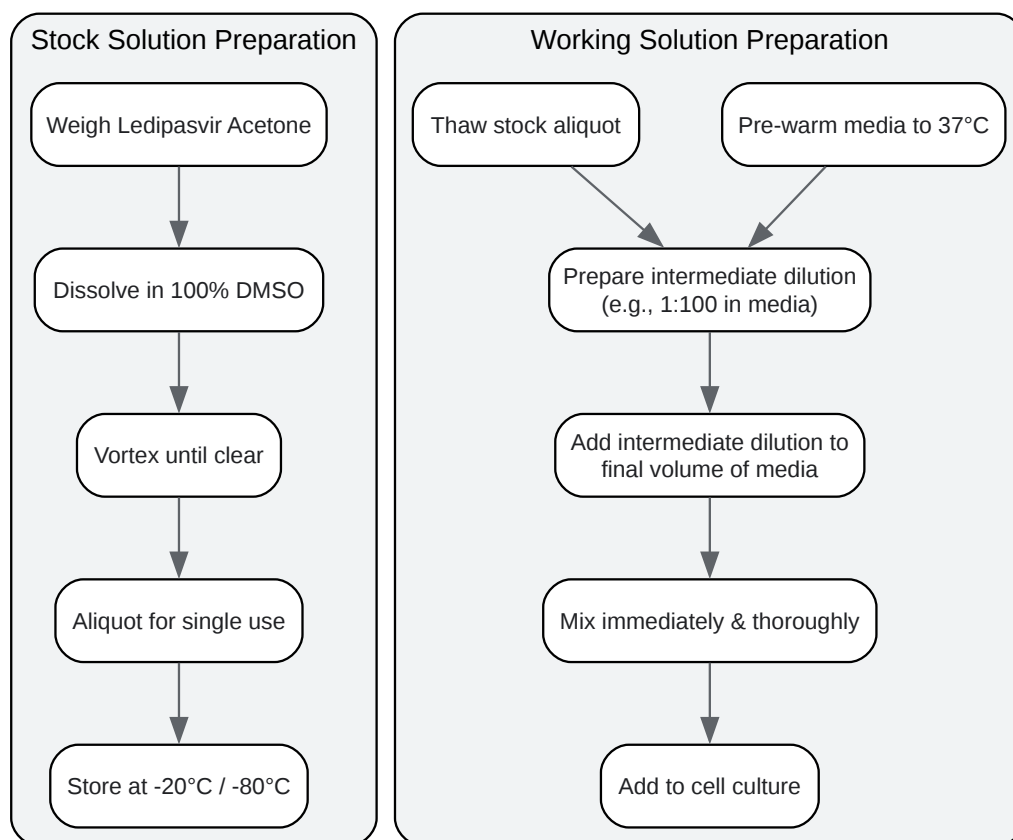 Stock Solution Preparation
Weigh Ledipasvir Acetone
Dissolve in 100% DMSO
Vortex until clear
Aliquot for single use
Store at -20°C / -80°C
Working Solution Preparation
Thaw stock aliquot
Pre-warm media to 37°C
Prepare intermediate dilution
(e.g., 1:100 in media)
Add intermediate dilution to
final volume of media
Mix immediately & thoroughly
Add to cell culture